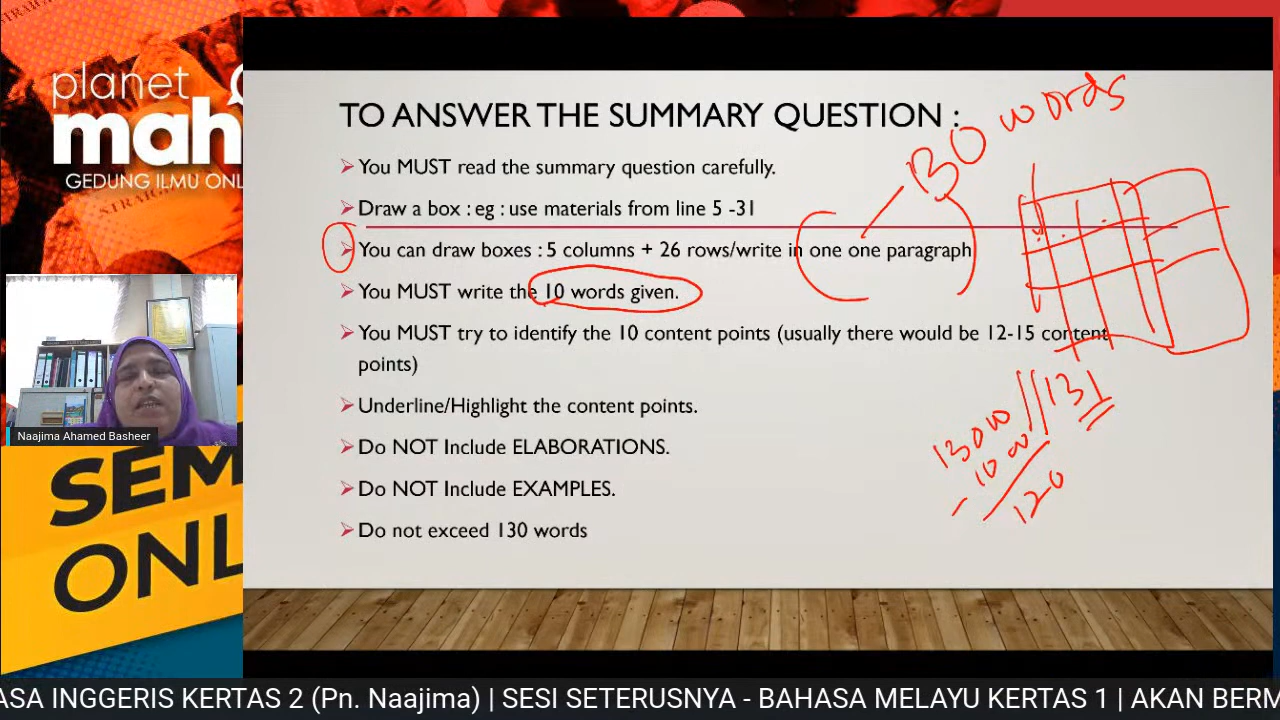 planet
mah
GEDUNG ILMU ONL
TO ANSWER THE SUMMARY QUESTION :
You MUST read the summary question carefully.
Draw a box : eg : use materials from line 5 -31
You can draw boxes : 5 columns + 26 rows/write in one one paragraph
You MUST write the 10 words given.
You MUST try to identify the 10 content points (usually there would be 12-15 content
points)
Underline/Highlight the content points.
Do NOT Include ELABORATIONS.
Do NOT Include EXAMPLES.
Do not exceed 130 words
130 words
130w // 131
- 10w
120
Naajima Ahamed Basheer
SEM
ONL
ASA INGGERIS KERTAS 2 (Pn. Naajima) | SESI SETERUSNYA - BAHASA MELAYU KERTAS 1 | AKAN BERM